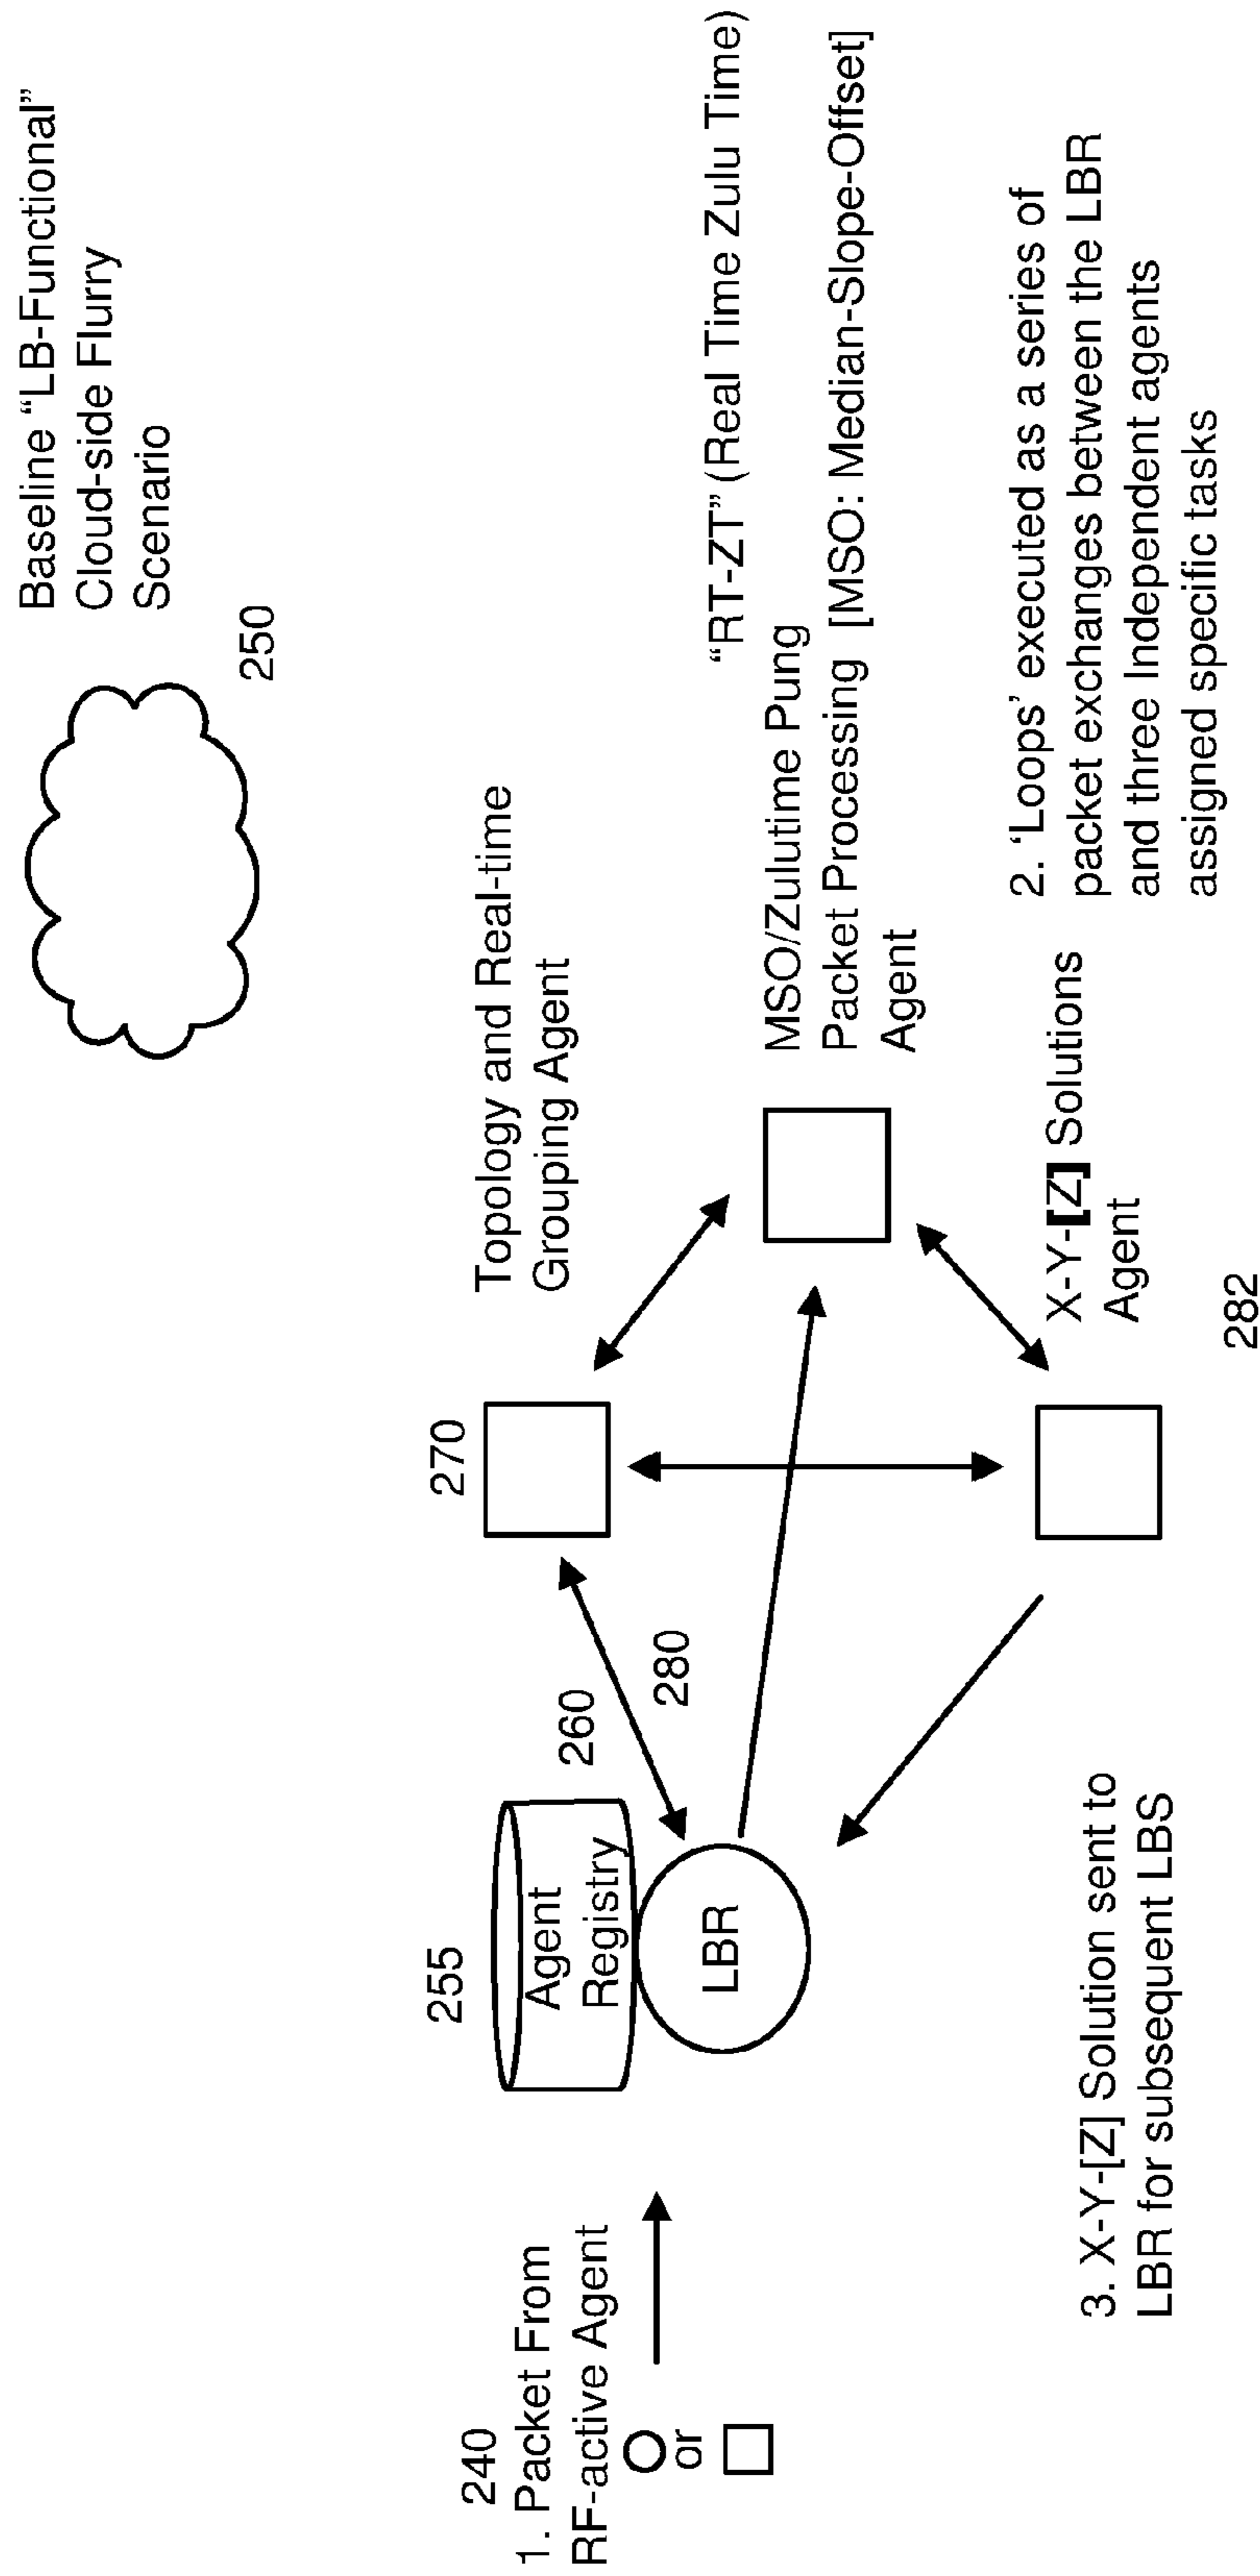 Baseline “LB-Functional”
Cloud-side Flurry
Scenario
250
240
1. Packet From
RF-active Agent
or
255
Agent
Registry
LBR
260
280
270
Topology and Real-time
Grouping Agent
“RT-ZT” (Real Time Zulu Time)
MSO/Zulutime Pung
Packet Processing [MSO: Median-Slope-Offset]
Agent
X-Y-[Z] Solutions
Agent
282
2. ‘Loops’ executed as a series of
packet exchanges between the LBR
and three Independent agents
assigned specific tasks
3. X-Y-[Z] Solution sent to
LBR for subsequent LBS